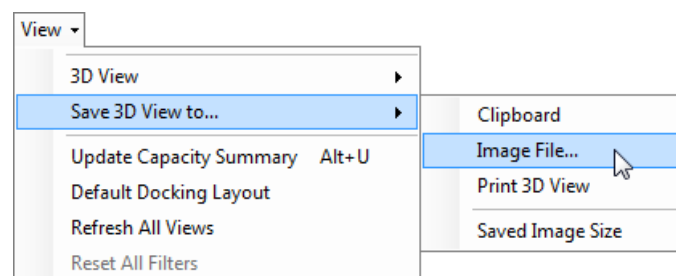 View
3D View
Save 3D View to...
Clipboard
Image File...
Update Capacity Summary Alt+U
Print 3D View
Default Docking Layout
Refresh All Views
Saved Image Size
Reset All Filters